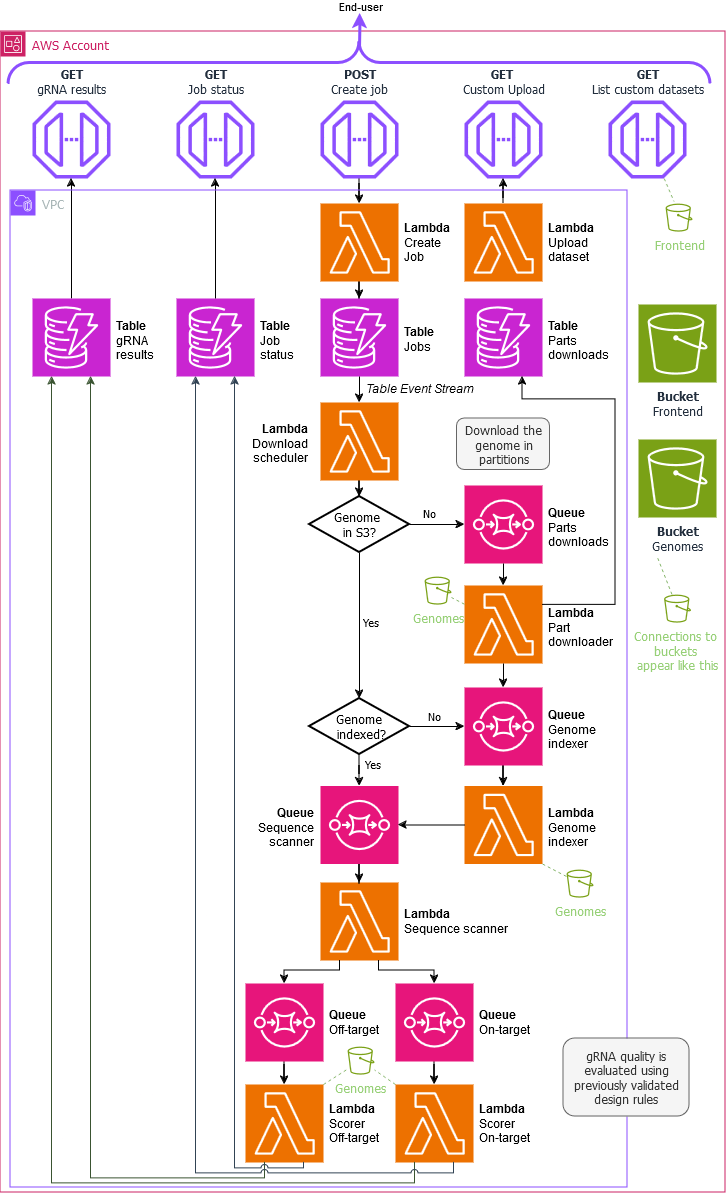 End-user
AWS Account
GET
gRNA results
GET
Job status
POST
Create job
GET
Custom Upload
GET
List custom datasets
VPC
Lambda
Create
Job
Lambda
Upload
dataset
Frontend
Table
gRNA
results
Table
Job
status
Table
Jobs
Table
Parts
downloads
Bucket
Frontend
Table Event Stream
Lambda
Download
scheduler
Download the
genome in
partitions
Genome
in S3?
No
Queue
Parts
downloads
Bucket
Genomes
Genomes
Lambda
Part
downloader
Connections to
buckets
appear like this
Yes
Genome
indexed?
No
Queue
Genome
indexer
Yes
Queue
Sequence
scanner
Lambda
Genome
indexer
Genomes
Lambda
Sequence scanner
Queue
Off-target
Queue
On-target
Genomes
gRNA quality is
evaluated using
previously validated
design rules
Lambda
Scorer
Off-target
Lambda
Scorer
On-target